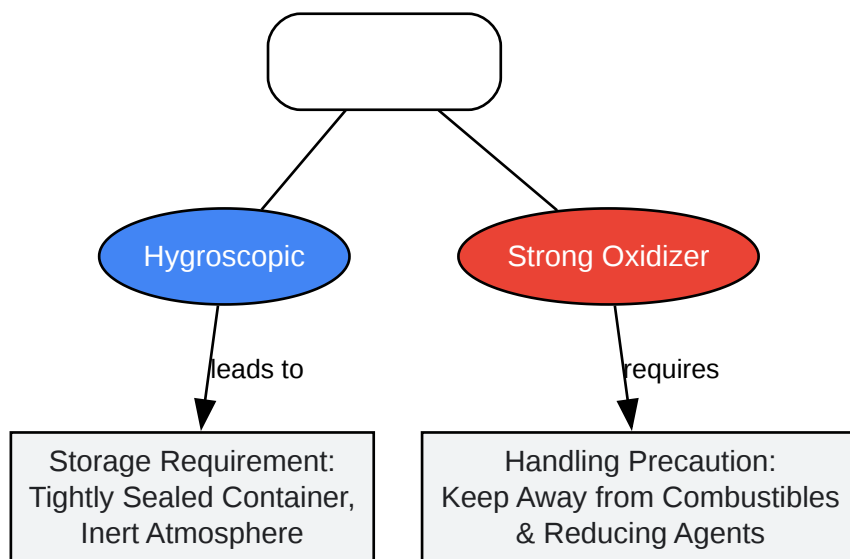 Hygroscopic
Strong Oxidizer
leads to
requires
Storage Requirement:
Tightly Sealed Container,
Inert Atmosphere
Handling Precaution:
Keep Away from Combustibles
& Reducing Agents